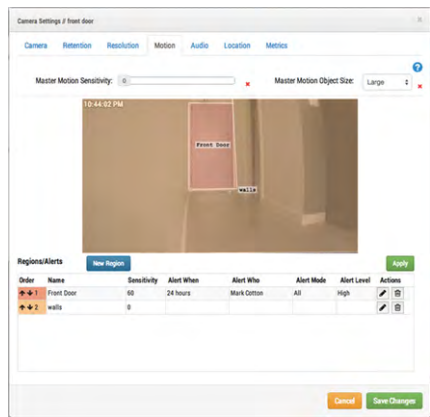 Camera Settings // front door ×
Camera Retention Resolution Motion Audio Location Metrics
?
Master Motion Sensitivity: 0 × Master Motion Object Size: Large ×
10:44:02 PM
Front Door
walls
Regions/Alerts New Region Apply
Order Name Sensitivity Alert When Alert Who Alert Mode Alert Level Actions
1 Front Door 60 24 hours Mark Cotton All High
2 walls 0
Cancel Save Changes